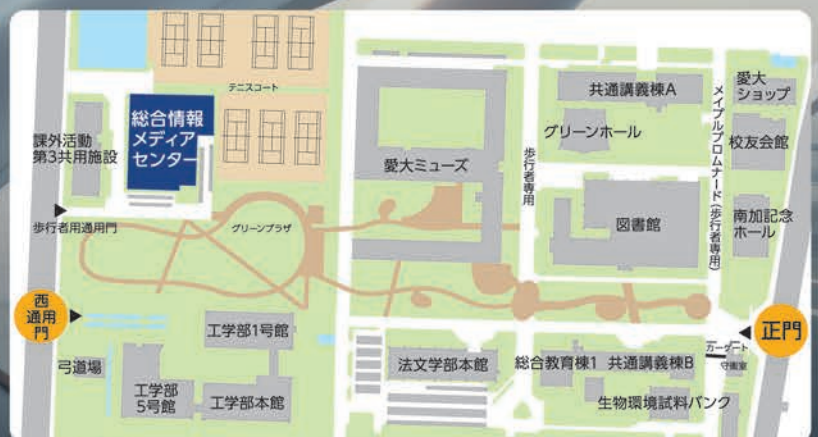 テニスコート
総合情報
メディア
センター
課外活動
第3共用施設
歩行者用通用門
グリーンプラザ
愛大ミューズ
歩行者専用
共通講義棟A
グリーンホール
図書館
メイプルプロムナード(歩行者専用)
愛大
ショップ
校友会館
南加記念
ホール
西
通用
門
弓道場
工学部1号館
工学部
5号館
工学部本館
法文学部本館
総合教育棟1
共通講義棟B
生物環境試料バンク
カーゲート
守衛室
正門